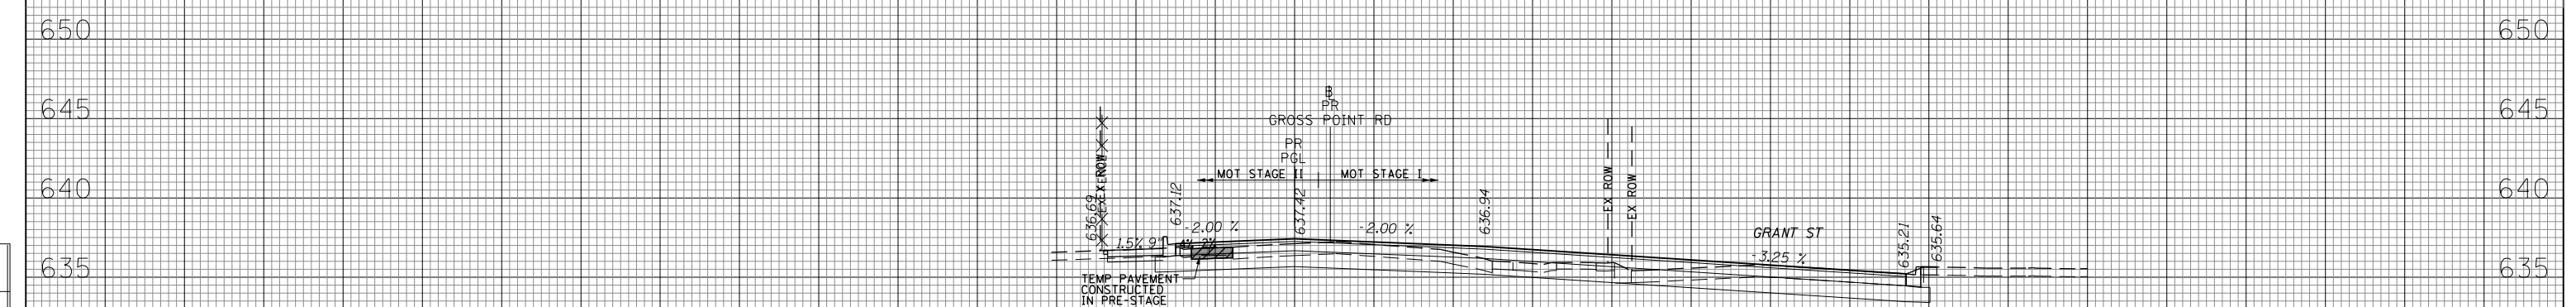 650
650
645
645
PR
GROSS POINT RD
PR
PGL
MOT STAGE II
MOT STAGE I
EX ROW
EX ROW
EX ROW
640
640
636.69
637.12
637.42
636.94
635.21
635.64
-2.00 %
-2.00 %
GRANT ST
-3.25 %
1.5% 9"
635
635
TEMP PAVEMENT
CONSTRUCTED
IN PRE-STAGE